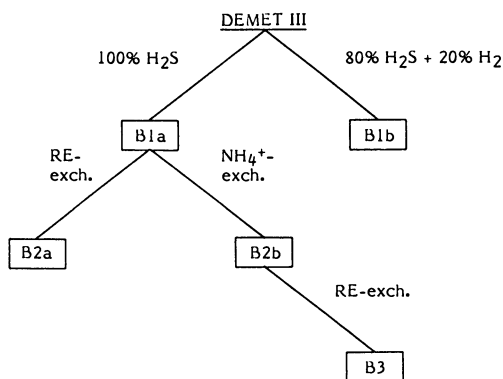 DEMET III
100% H₂S
80% H₂S + 20% H₂
B1a
B1b
RE-
exch.
NH₄⁺-
exch.
B2a
B2b
RE-exch.
B3